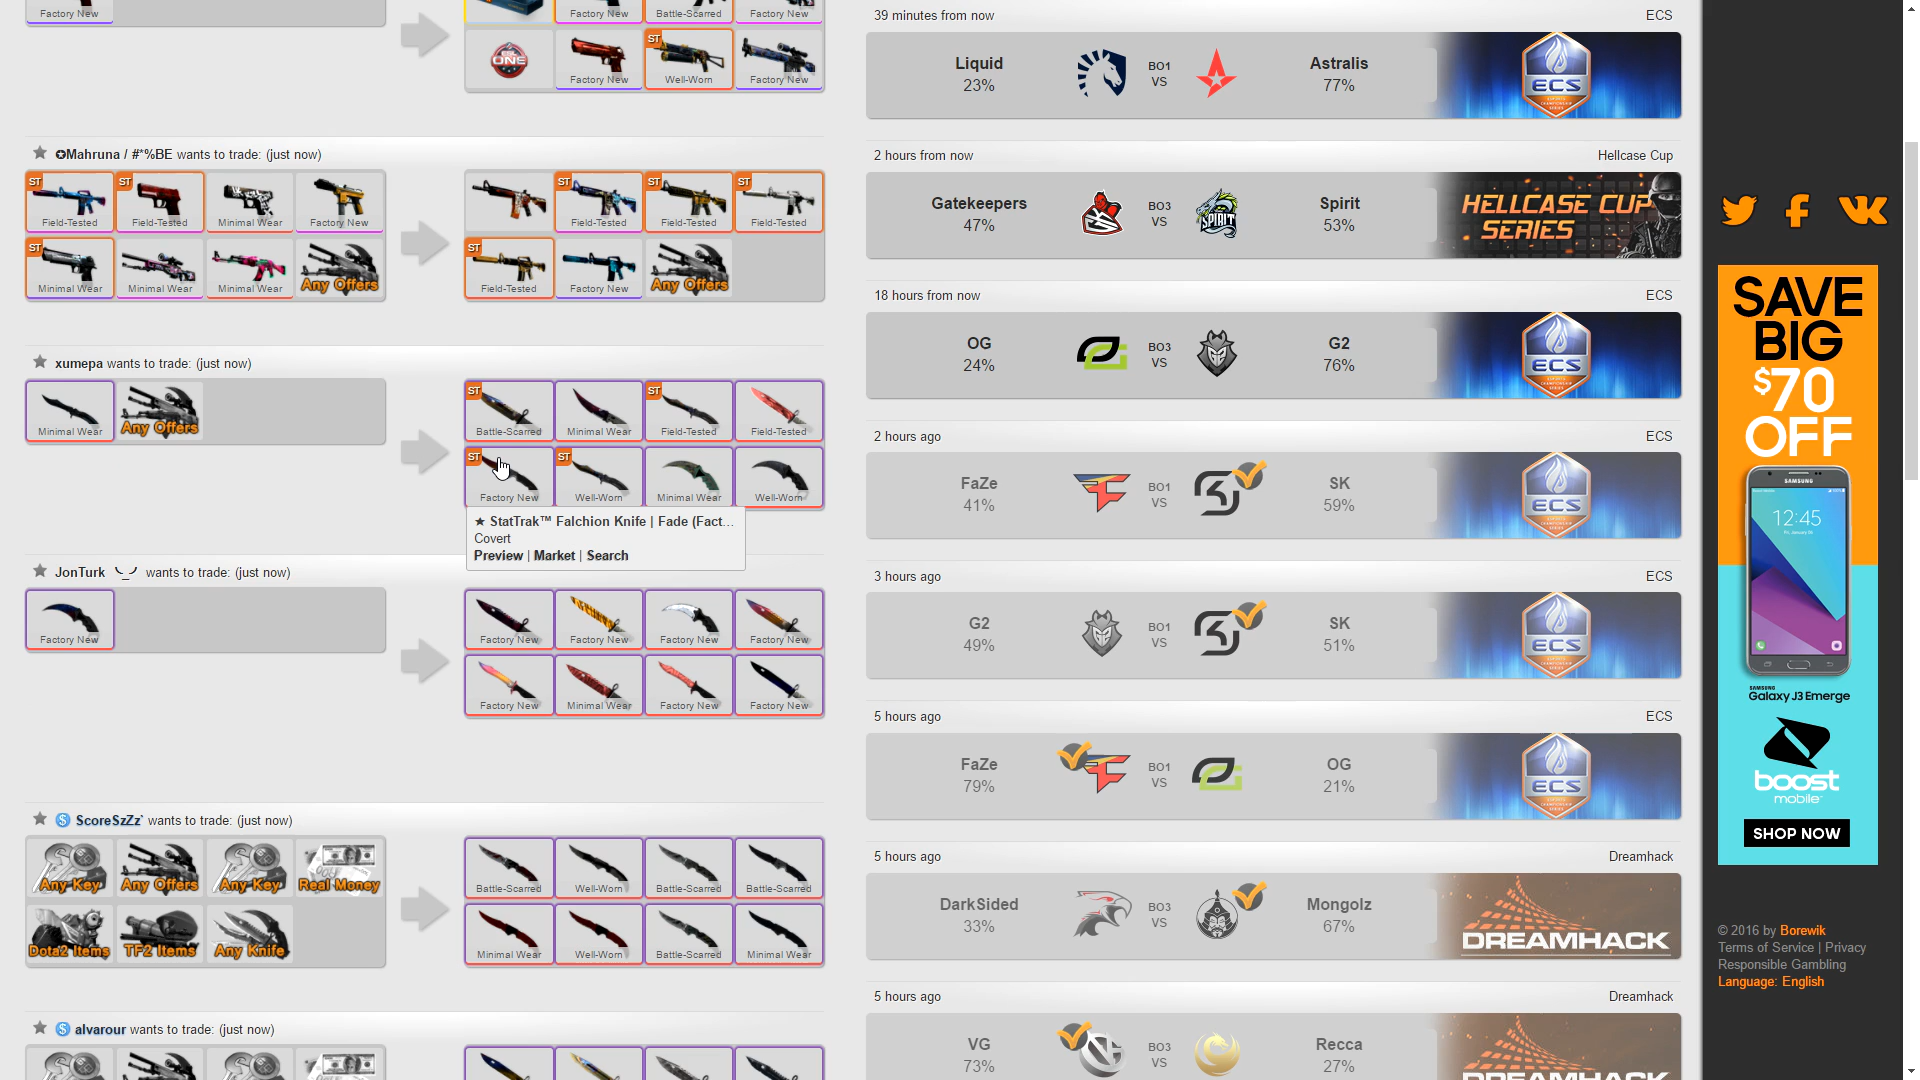 Factory New
Factory New
Battle-Scarred
Factory New
ONE
Factory New
ST
Well-Worn
Factory New
✪Mahruna / #*%BE wants to trade: (just now)
ST
Field-Tested
ST
Field-Tested
Minimal Wear
Factory New
ST
Field-Tested
ST
Field-Tested
ST
Field-Tested
ST
Minimal Wear
Minimal Wear
Minimal Wear
Any Offers
ST
Field-Tested
Factory New
Any Offers
xumepa wants to trade: (just now)
Minimal Wear
Any Offers
ST
Battle-Scarred
Minimal Wear
ST
Field-Tested
Field-Tested
ST
Factory New
ST
Well-Worn
Minimal Wear
Well-Worn
★ StatTrak™ Falchion Knife | Fade (Fact...
Covert
Preview | Market | Search
JonTurk ╰_╯ wants to trade: (just now)
Factory New
Factory New
Factory New
Factory New
Factory New
Factory New
Minimal Wear
Factory New
Factory New
ScoreSzZz` wants to trade: (just now)
Any Key
Any Offers
Any Key
Real Money
Battle-Scarred
Well-Worn
Battle-Scarred
Battle-Scarred
Dota2 Items
TF2 Items
Any Knife
Minimal Wear
Well-Worn
Battle-Scarred
Minimal Wear
alvarour wants to trade: (just now)
39 minutes from now
ECS
Liquid
23%
BO1
VS
Astralis
77%
ECS
2 hours from now
Hellcase Cup
Gatekeepers
47%
BO3
VS
SPIRIT
Spirit
53%
HELLCASE CUP
SERIES
18 hours from now
ECS
OG
24%
BO3
VS
G2
76%
ECS
2 hours ago
ECS
FaZe
41%
BO1
VS
SK
59%
ECS
3 hours ago
ECS
G2
49%
BO1
VS
SK
51%
ECS
5 hours ago
ECS
FaZe
79%
BO1
VS
OG
21%
ECS
5 hours ago
Dreamhack
DarkSided
33%
BO3
VS
Mongolz
67%
DREAMHACK
5 hours ago
Dreamhack
VG
73%
BO3
VS
Recca
27%
DREAMHACK
SAVE
BIG
$70
OFF
SAMSUNG
12:45
SAMSUNG
Galaxy J3 Emerge
boost
mobile
SHOP NOW
© 2016 by Borewik
Terms of Service | Privacy
Responsible Gambling
Language: English